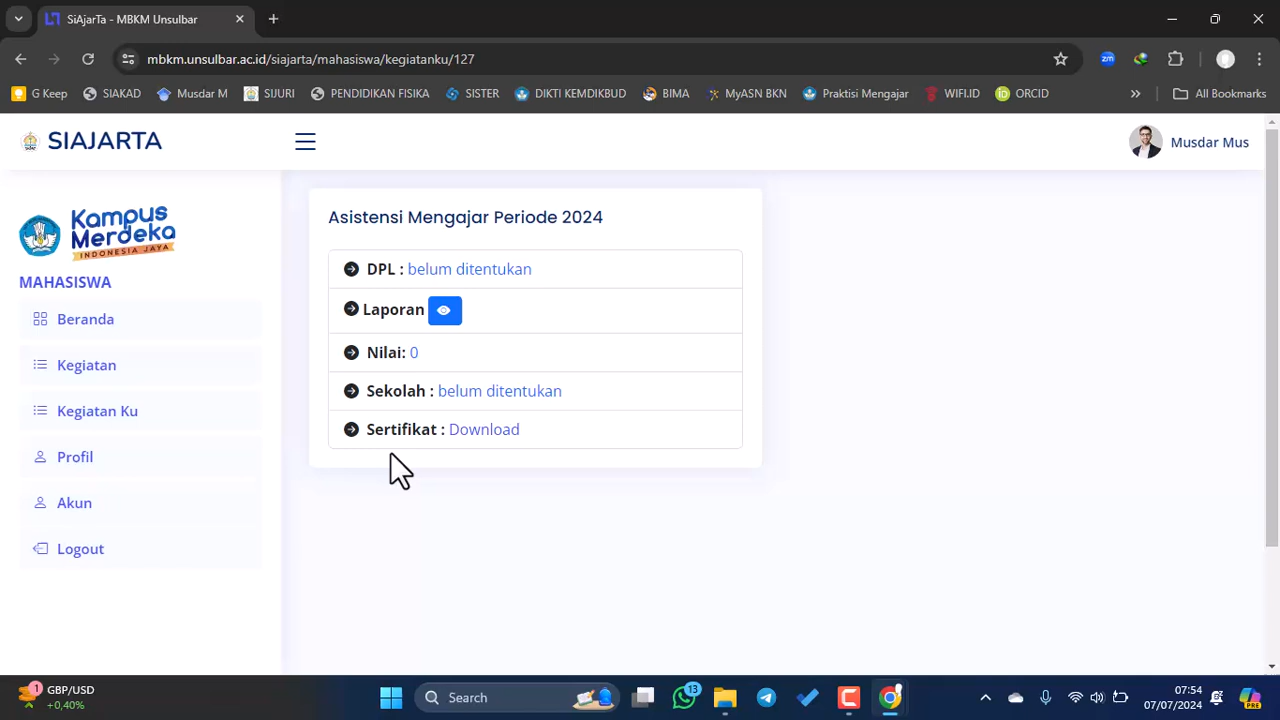 SiAjarTa - MBKM Unsulbar
mbkm.unsulbar.ac.id/siajarta/mahasiswa/kegiatanku/127
G Keep SIAKAD Musdar M SIJURI PENDIDIKAN FISIKA SISTER DIKTI KEMDIKBUD BIMA MyASN BKN Praktisi Mengajar WIFI.ID ORCID All Bookmarks
SIAJARTA
Musdar Mus
Kampus
Merdeka
INDONESIA JAYA
MAHASISWA
Beranda
Kegiatan
Kegiatan Ku
Profil
Akun
Logout
Asistensi Mengajar Periode 2024
DPL : belum ditentukan
Laporan
Nilai: 0
Sekolah : belum ditentukan
Sertifikat : Download
1
GBP/USD
+0,40%
Search
13
07:54
07/07/2024
PRE